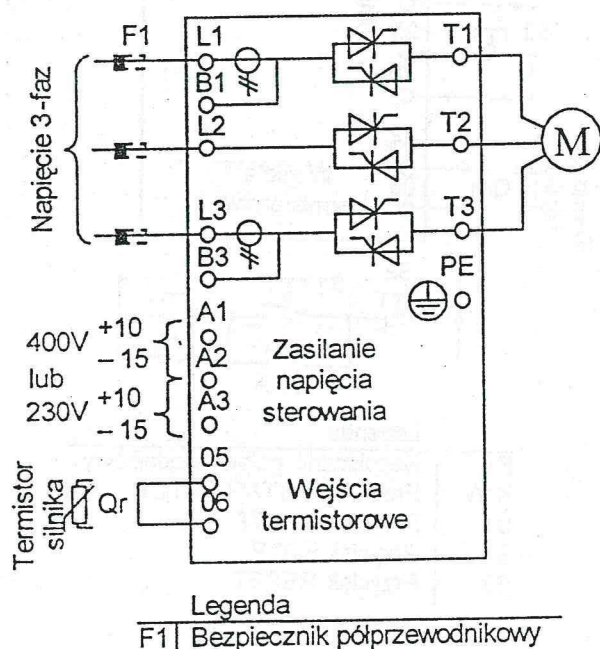 F1 L1 T1
B1
L2 T2
M
Napięcie 3-faz
L3 T3
B3 PE
A1
400V +10
– 15
A2
lub
230V +10
– 15
A3
Zasilanie
napięcia
sterowania
05
Termistor
silnika
Qr
06
Wejścia
termistorowe
Legenda
F1 Bezpiecznik półprzewodnikowy